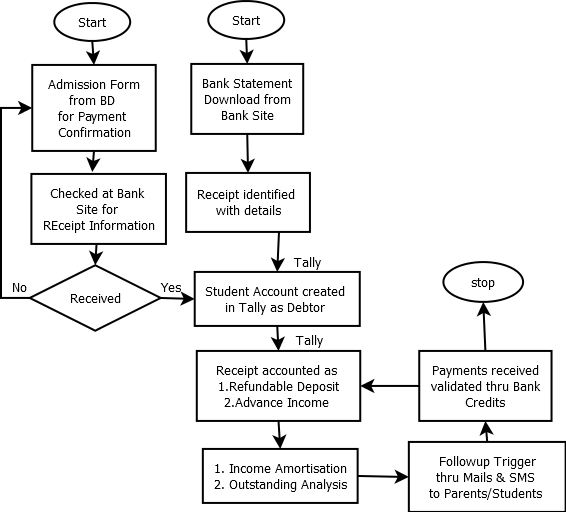 Start
Start
Admission Form
from BD
for Payment
Confirmation
Bank Statement
Download from
Bank Site
Checked at Bank
Site for
REceipt Information
Receipt identified
with details
Tally
No
Received
Yes
Student Account created
in Tally as Debtor
stop
Tally
Receipt accounted as
1.Refundable Deposit
2.Advance Income
Payments received
validated thru Bank
Credits
1. Income Amortisation
2. Outstanding Analysis
Followup Trigger
thru Mails & SMS
to Parents/Students